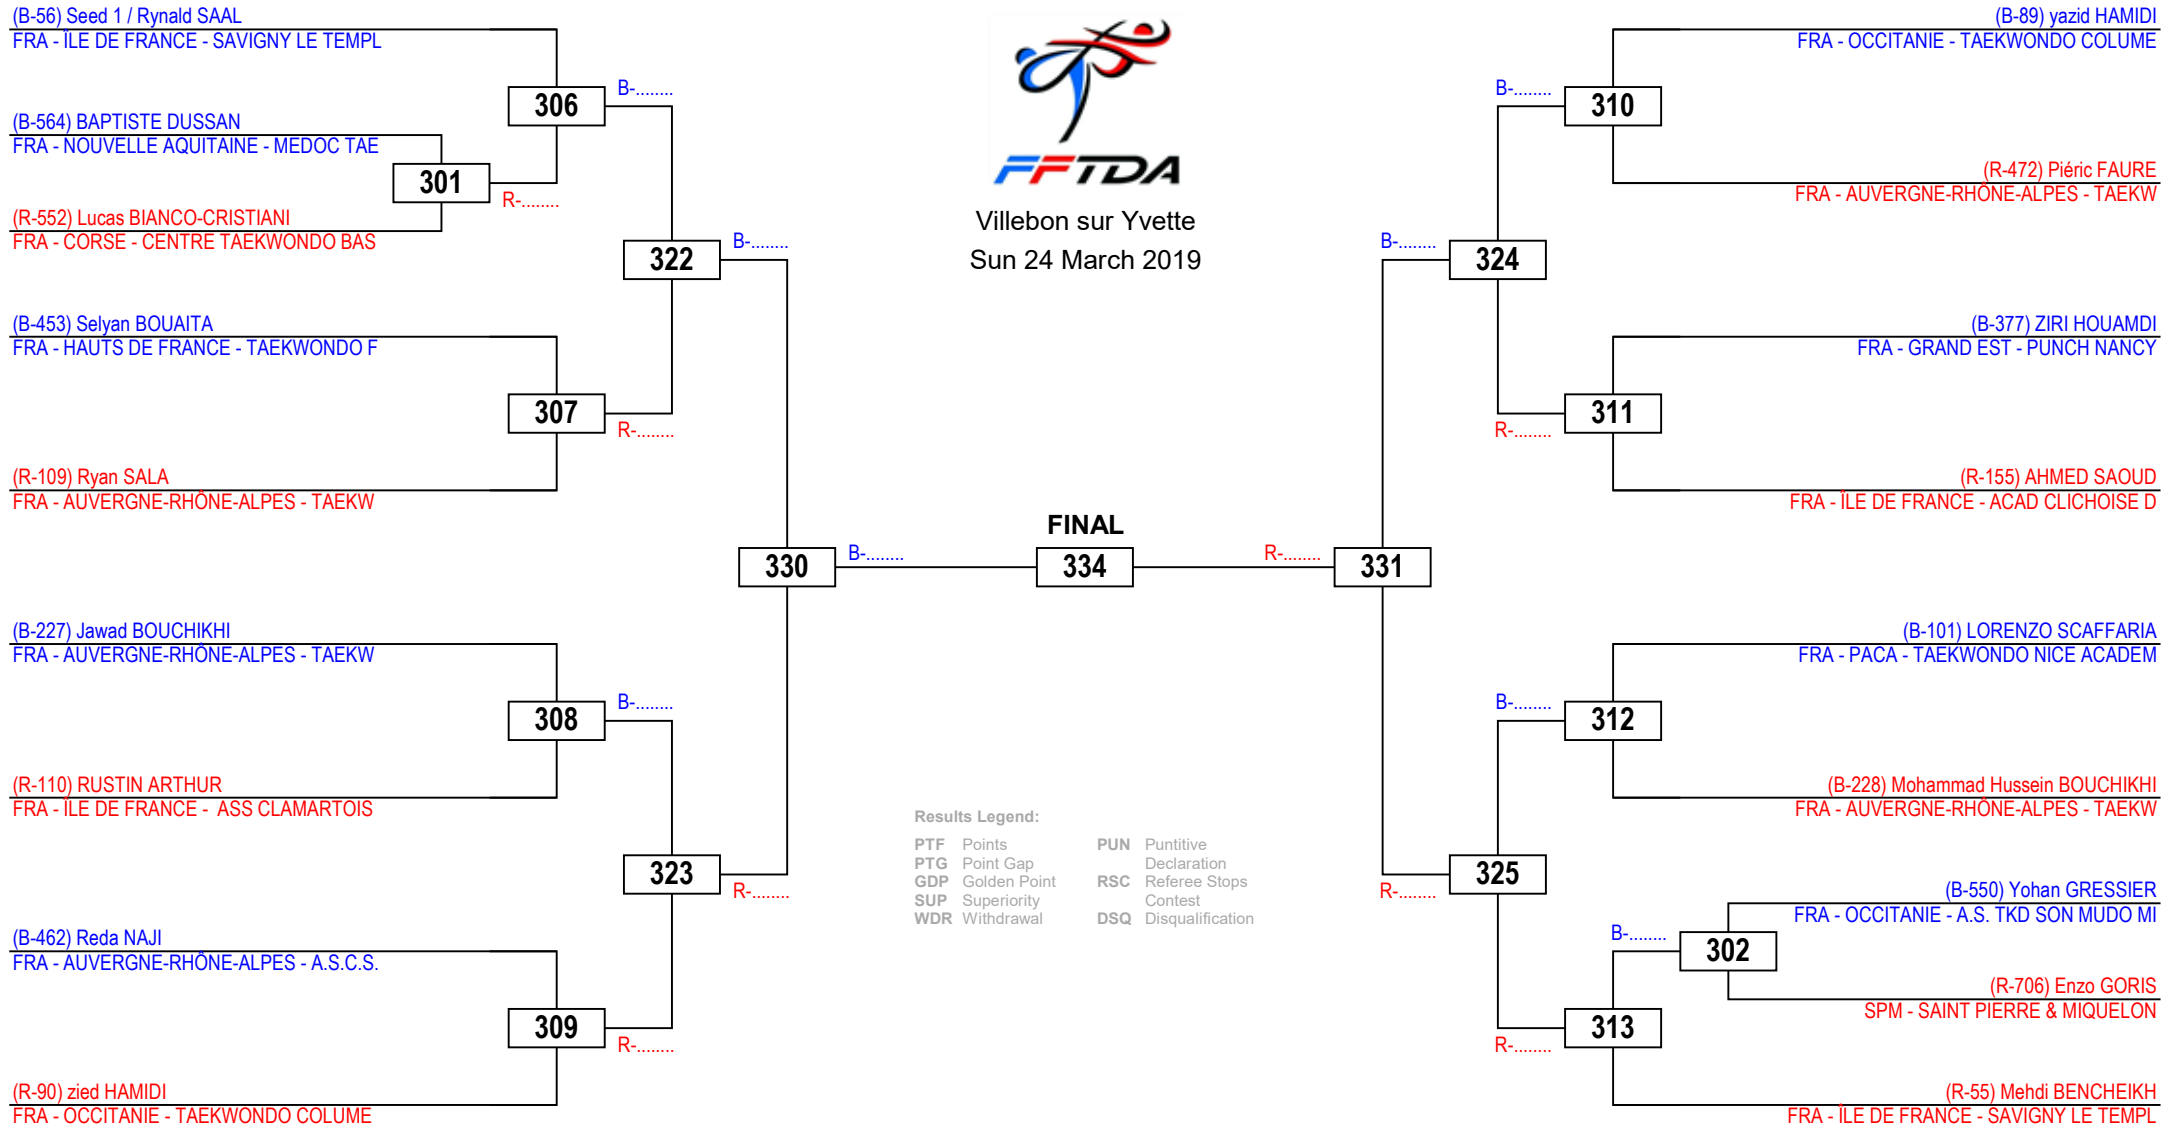 (B-56) Seed 1 / Rynald SAAL
FRA - ÎLE DE FRANCE - SAVIGNY LE TEMPL
306
B-........
(B-564) BAPTISTE DUSSAN
FRA - NOUVELLE AQUITAINE - MEDOC TAE
301
R-........
(R-552) Lucas BIANCO-CRISTIANI
FRA - CORSE - CENTRE TAEKWONDO BAS
322
B-........
(B-453) Selyan BOUAITA
FRA - HAUTS DE FRANCE - TAEKWONDO F
307
R-........
(R-109) Ryan SALA
FRA - AUVERGNE-RHÔNE-ALPES - TAEKW
330
B-........
(B-227) Jawad BOUCHIKHI
FRA - AUVERGNE-RHÔNE-ALPES - TAEKW
308
B-........
(R-110) RUSTIN ARTHUR
FRA - ÎLE DE FRANCE -  ASS CLAMARTOIS
323
R-........
(B-462) Reda NAJI
FRA - AUVERGNE-RHÔNE-ALPES - A.S.C.S.
309
R-........
(R-90) zied HAMIDI
FRA - OCCITANIE - TAEKWONDO COLUME
FFTDA
Villebon sur Yvette
Sun 24 March 2019
FINAL
334
Results Legend:
PTF Points
PTG Point Gap
GDP Golden Point
SUP Superiority
WDR Withdrawal
PUN Puntitive
Declaration
RSC Referee Stops
Contest
DSQ Disqualification
(B-89) yazid HAMIDI
FRA - OCCITANIE - TAEKWONDO COLUME
B-........
310
(R-472) Piéric FAURE
FRA - AUVERGNE-RHÔNE-ALPES - TAEKW
B-........
324
(B-377) ZIRI HOUAMDI
FRA - GRAND EST - PUNCH NANCY
311
R-........
(R-155) AHMED SAOUD
FRA - ÎLE DE FRANCE - ACAD CLICHOISE D
R-........
331
(B-101) LORENZO SCAFFARIA
FRA - PACA - TAEKWONDO NICE ACADEM
B-........
312
(B-228) Mohammad Hussein BOUCHIKHI
FRA - AUVERGNE-RHÔNE-ALPES - TAEKW
325
R-........
(B-550) Yohan GRESSIER
FRA - OCCITANIE - A.S. TKD SON MUDO MI
B-........
302
(R-706) Enzo GORIS
SPM - SAINT PIERRE & MIQUELON
313
R-........
(R-55) Mehdi BENCHEIKH
FRA - ÎLE DE FRANCE - SAVIGNY LE TEMPL